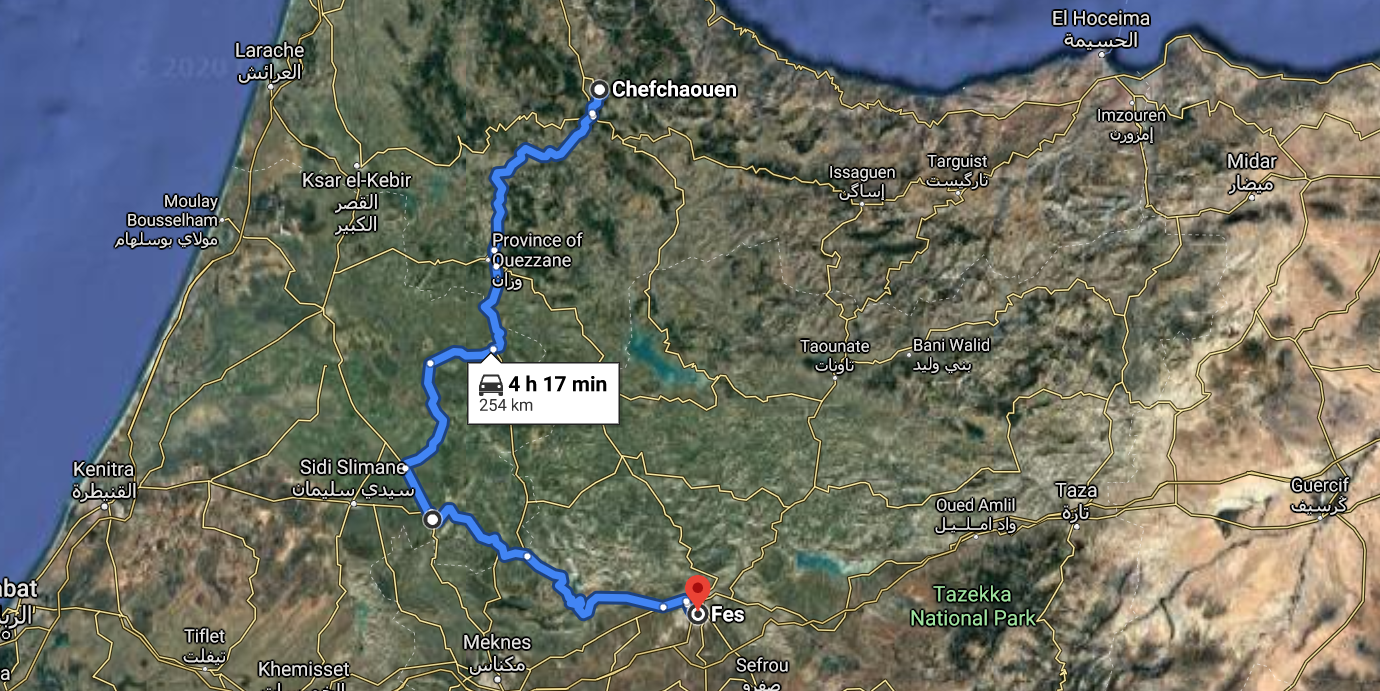 El Hoceima
الحسيمة
Larache
العرائش
© 2020
Chefchaouen
Imzouren
إمزورن
Ksar el-Kebir
القصر
الكبير
Issaguen
إساكن
Targuist
تارگيست
Midar
ميضار
Moulay
Bousselham
مولاي بوسلهام
Province of
Ouezzane
وزان
Taounate
تاونات
Bani Walid
بني وليد
4 h 17 min
254 km
Kenitra
القنيطرة
Sidi Slimane
سيدي سليمان
Oued Amlil
واد امليل
Taza
تازة
Guercif
گرسيف
bat
Fes
Tazekka
National Park
Tiflet
تيفلت
Meknes
مكناس
Khemisset
Sefrou
صفرو